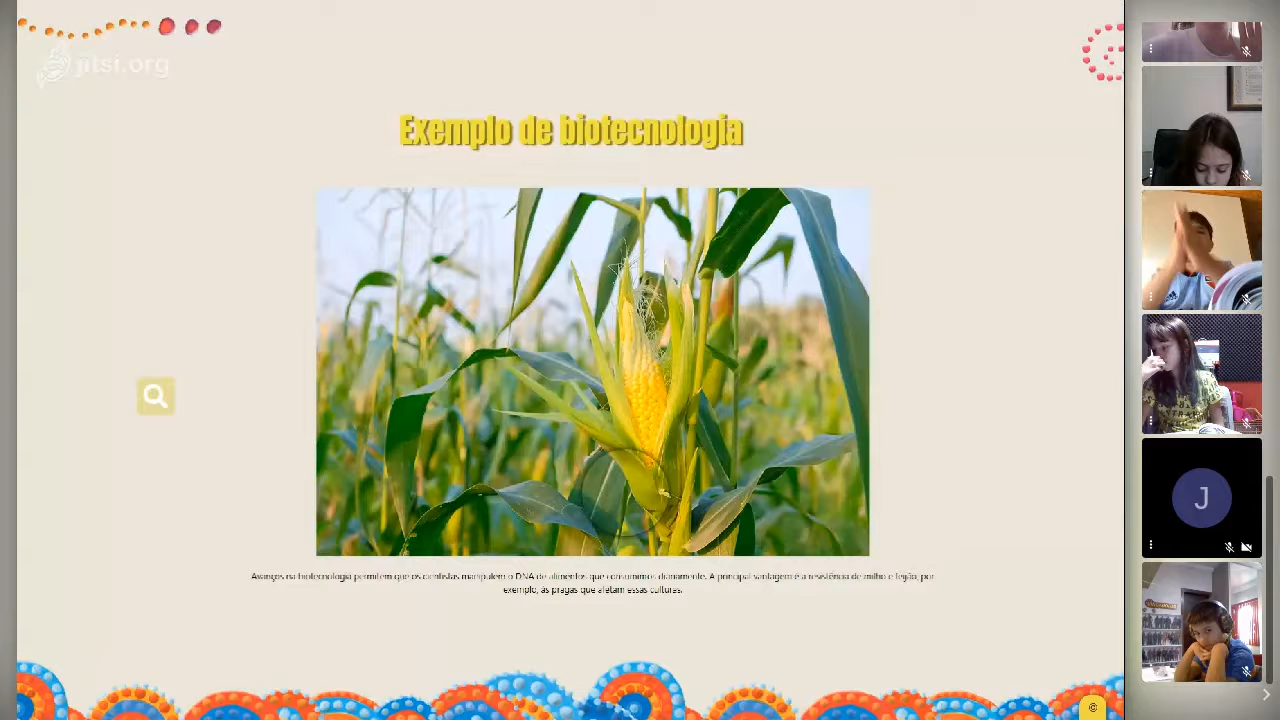 jitsi.org
Exemplo de biotecnologia
Avanços na biotecnologia permitem que os cientistas manipulem o DNA de alimentos que consumimos diariamente. A principal vantagem é a resistência de milho e feijão, por
exemplo, às pragas que afetam essas culturas.
J
©